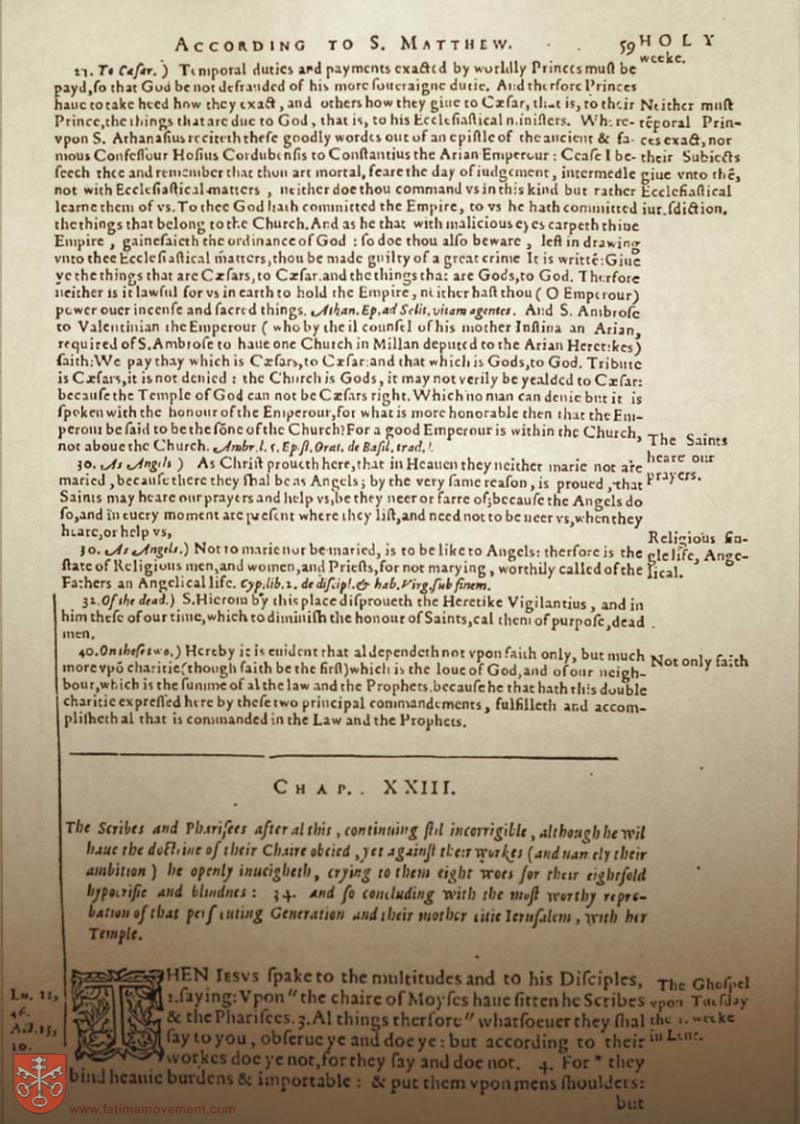 ACCORDING TO S. MATTHEW. 59 HOLY
weeke.
21. To Cæsar.) Temporal duties and payments exacted by worldly Princes must be
payd, ſo that God be not defrauded of his more ſoueraigne dutie. And therfore Princes
haue to take heed how they exact, and others how they giue to Cæſar, that is, to their
Prince, the things that are due to God, that is, to his Eccleſiaſtical miniſters. Where-
vpon S. Athanaſius reciteth theſe goodly wordes out of an epiſtle of the ancient & fa-
mous Confeſſour Hoſius Cordubenſis to Conſtantius the Arian Emperour: Ceaſe I be-
ſeech thee and remember that thou art mortal, feare the day of iudgement, intermedle
not with Eccleſiaſtical matters, neither doe thou command vs in this kind but rather
learne them of vs. To thee God hath committed the Empire, to vs he hath committed
the things that belong to the Church. And as he that with malicious eyes carpeth thine
Empire, gaineſaieth the ordinance of God: ſo doe thou alſo beware, leſt in drawing
vnto thee Eccleſiaſtical matters, thou be made guilty of a great crime It is writtẽ: Giue
ye the things that are Cæſars, to Cæſar. and the things that are Gods, to God. Therfore
neither is it lawful for vs in earth to hold the Empire, neither haſt thou (O Emperour)
power ouer incenſe and ſacred things. Athan. Ep. ad Solit. vitam agentes. And S. Ambroſe
to Valentinian the Emperour (who by the il counſel of his mother Iuſtina an Arian,
required of S. Ambroſe to haue one Church in Millan deputed to the Arian Heretikes)
ſaith: We pay thay which is Cæſars, to Cæſar: and that which is Gods, to God. Tribute
is Cæſars, it is not denied: the Church is Gods, it may not verily be yealded to Cæſar:
becauſe the Temple of God can not be Cæſars right. Which no man can denie but it is
ſpoken with the honour of the Emperour, for what is more honorable then that the Em-
perour be ſaid to be the ſõne of the Church? For a good Emperour is within the Church,
not aboue the Church. Ambr. l. 5. Epiſt. Orat. de Baſil. trad.
Neither muſt
tẽporal Prin-
ces exact, nor
their Subiects
giue vnto thẽ,
Eccleſiaſtical
iuriſdiction.
30. As Angels) As Chriſt proueth here, that in Heauen they neither marie not are
maried, becauſe there they ſhal be as Angels; by the very ſame reaſon, is proued, that
Saints may heare our prayers and help vs, be they neer or farre of; becauſe the Angels do
ſo, and in euery moment are preſent where they liſt, and need not to be neer vs, when they
heare, or help vs,
The Saints
heare our
prayers.
30. As Angels.) Not to marie nor be maried, is to be like to Angels: therfore is the
ſtate of Religious men, and women, and Prieſts, for not marying, worthily called of the
Fathers an Angelical life. Cyp. lib. 2. de diſcipl. & hab. Virg. ſub finem.
Religious ſin-
gle life, Ange-
lical.
32. Of the dead.) S. Hierom by this place diſproueth the Heretike Vigilantius, and in
him theſe of our time, which to diminiſh the honour of Saints, cal them of purpoſe, dead
men.
40. On theſe two.) Hereby it is euident that al dependeth not vpon faith only, but much
more vpõ charitie (though faith be the firſt) which is the loue of God, and of our neigh-
bour, which is the ſumme of al the law and the Prophets. becauſe he that hath this double
charitie expreſſed here by theſe two principal commandements, fulfilleth and accom-
pliſheth al that is commanded in the Law and the Prophets.
Not only faith
CHAP. XXIII.
The Scribes and Phariſees after al this, continuing ſtil incorrigible, although he wil
haue the doctrine of their Chaire obeied, yet againſt their workes (and namely their
ambition) he openly inueigheth, crying to them eight woes for their eightfold
hypocriſie and blindnes: 34. and ſo concluding with the moſt worthy repro-
bation of that perſecuting Generation and their mother citie Ieruſalem, with her
Temple.
THEN IESVS ſpake to the multitudes and to his Diſciples,
2. ſaying: Vpon " the chaire of Moyſes haue ſitten he Scribes
& the Phariſees. 3. Al things therfore " whatſoeuer they ſhal
ſay to you, obſerue ye and doe ye: but according to their
workes doe ye not, for they ſay and doe not. 4. For * they
bind heauie burdens & importable: & put them vpon mens ſhoulders:
but
The Ghoſpel
vpon Tueſday
the 2. weeke
in Lent.
Lu. 11,
46.
Act. 15,
10.
www.fatimamovement.com